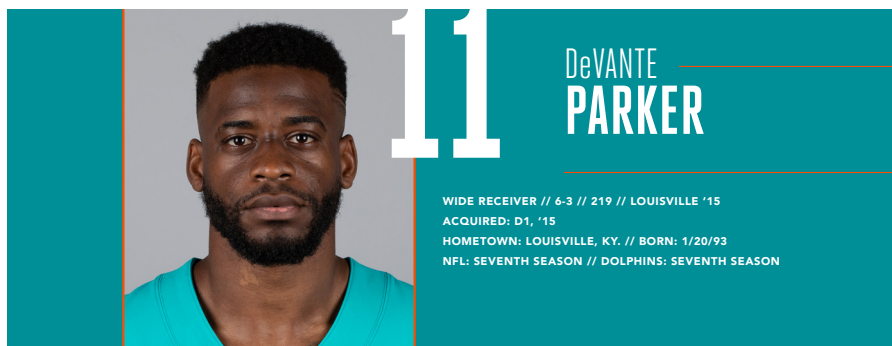 11
DeVANTE
PARKER
WIDE RECEIVER // 6-3 // 219 // LOUISVILLE ’15
ACQUIRED: D1, ’15
HOMETOWN: LOUISVILLE, KY. // BORN: 1/20/93
NFL: SEVENTH SEASON // DOLPHINS: SEVENTH SEASON